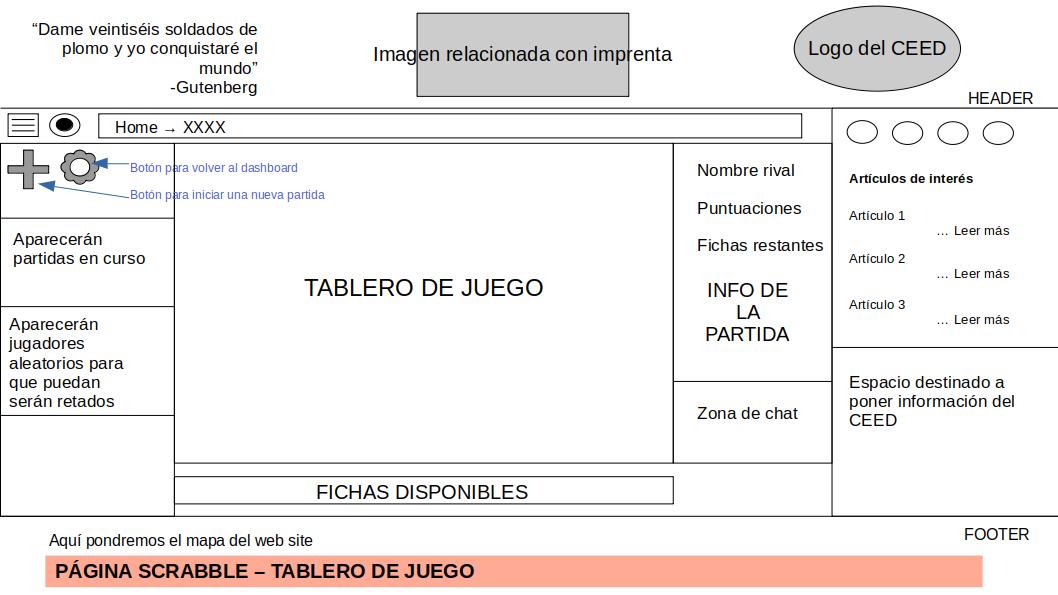 “Dame veintiséis soldados de
plomo y yo conquistaré el
mundo”
-Gutenberg
Imagen relacionada con imprenta
Logo del CEED
HEADER
Home → XXXX
Botón para volver al dashboard
Botón para iniciar una nueva partida
Aparecerán
partidas en curso
Aparecerán
jugadores
aleatorios para
que puedan
serán retados
TABLERO DE JUEGO
FICHAS DISPONIBLES
Nombre rival
Puntuaciones
Fichas restantes
INFO DE
LA
PARTIDA
Zona de chat
Artículos de interés
Artículo 1
... Leer más
Artículo 2
... Leer más
Artículo 3
... Leer más
Espacio destinado a
poner información del
CEED
FOOTER
Aquí pondremos el mapa del web site
PÁGINA SCRABBLE – TABLERO DE JUEGO